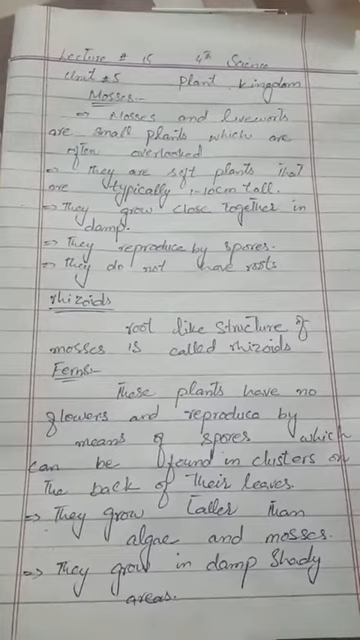 Lecture # 15 4th Science
Unit #5 Plant kingdom
Mosses:-
⇒ Mosses and liveworts
are small plants which are
often overlooked
⇒ They are soft plants that
are typically 1-10cm tall.
⇒ They grow close together in
damp.
⇒ They reproduce by spores.
⇒ They do not have roots
rhizoids
root like structure of
mosses is called rhizoids
Ferns:-
These plants have no
flowers and reproduce by
means of spores which
can be found in clusters on
the back of their leaves.
⇒ They grow taller than
algae and mosses.
⇒ They grow in damp shady
areas.